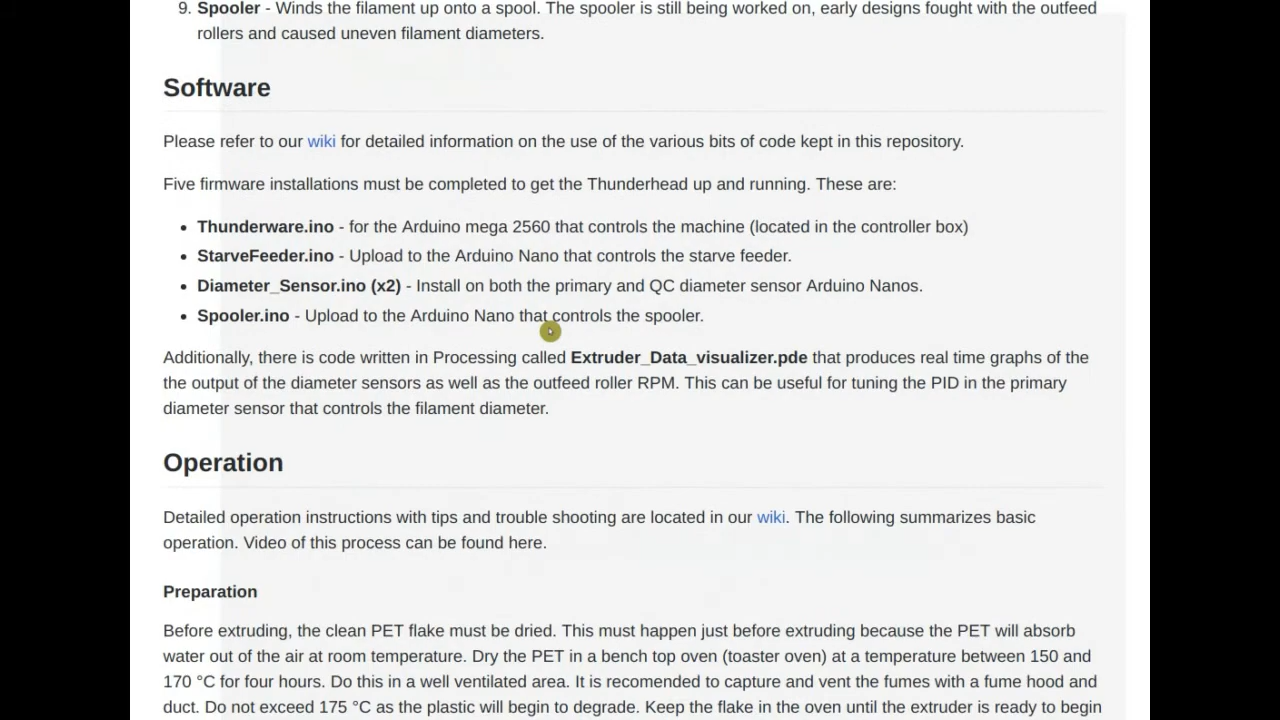 9. Spooler - Winds the filament up onto a spool. The spooler is still being worked on, early designs fought with the outfeed
rollers and caused uneven filament diameters.
Software
Please refer to our wiki for detailed information on the use of the various bits of code kept in this repository.
Five firmware installations must be completed to get the Thunderhead up and running. These are:
• Thunderware.ino - for the Arduino mega 2560 that controls the machine (located in the controller box)
• StarveFeeder.ino - Upload to the Arduino Nano that controls the starve feeder.
• Diameter_Sensor.ino (x2) - Install on both the primary and QC diameter sensor Arduino Nanos.
• Spooler.ino - Upload to the Arduino Nano that controls the spooler.
Additionally, there is code written in Processing called Extruder_Data_visualizer.pde that produces real time graphs of the
the output of the diameter sensors as well as the outfeed roller RPM. This can be useful for tuning the PID in the primary
diameter sensor that controls the filament diameter.
Operation
Detailed operation instructions with tips and trouble shooting are located in our wiki. The following summarizes basic
operation. Video of this process can be found here.
Preparation
Before extruding, the clean PET flake must be dried. This must happen just before extruding because the PET will absorb
water out of the air at room temperature. Dry the PET in a bench top oven (toaster oven) at a temperature between 150 and
170 °C for four hours. Do this in a well ventilated area. It is recomended to capture and vent the fumes with a fume hood and
duct. Do not exceed 175 °C as the plastic will begin to degrade. Keep the flake in the oven until the extruder is ready to begin